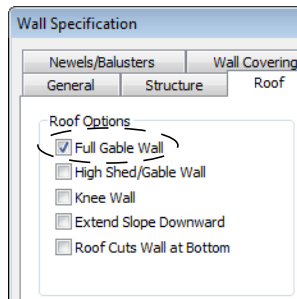 Wall Specification
Newels/Balusters Wall Covering
General Structure Roof
Roof Options
Full Gable Wall
High Shed/Gable Wall
Knee Wall
Extend Slope Downward
Roof Cuts Wall at Bottom